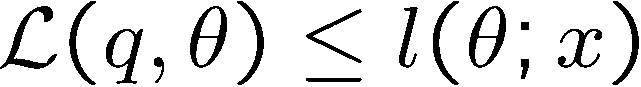 ℒ(q, θ) ≤ l(θ; x)